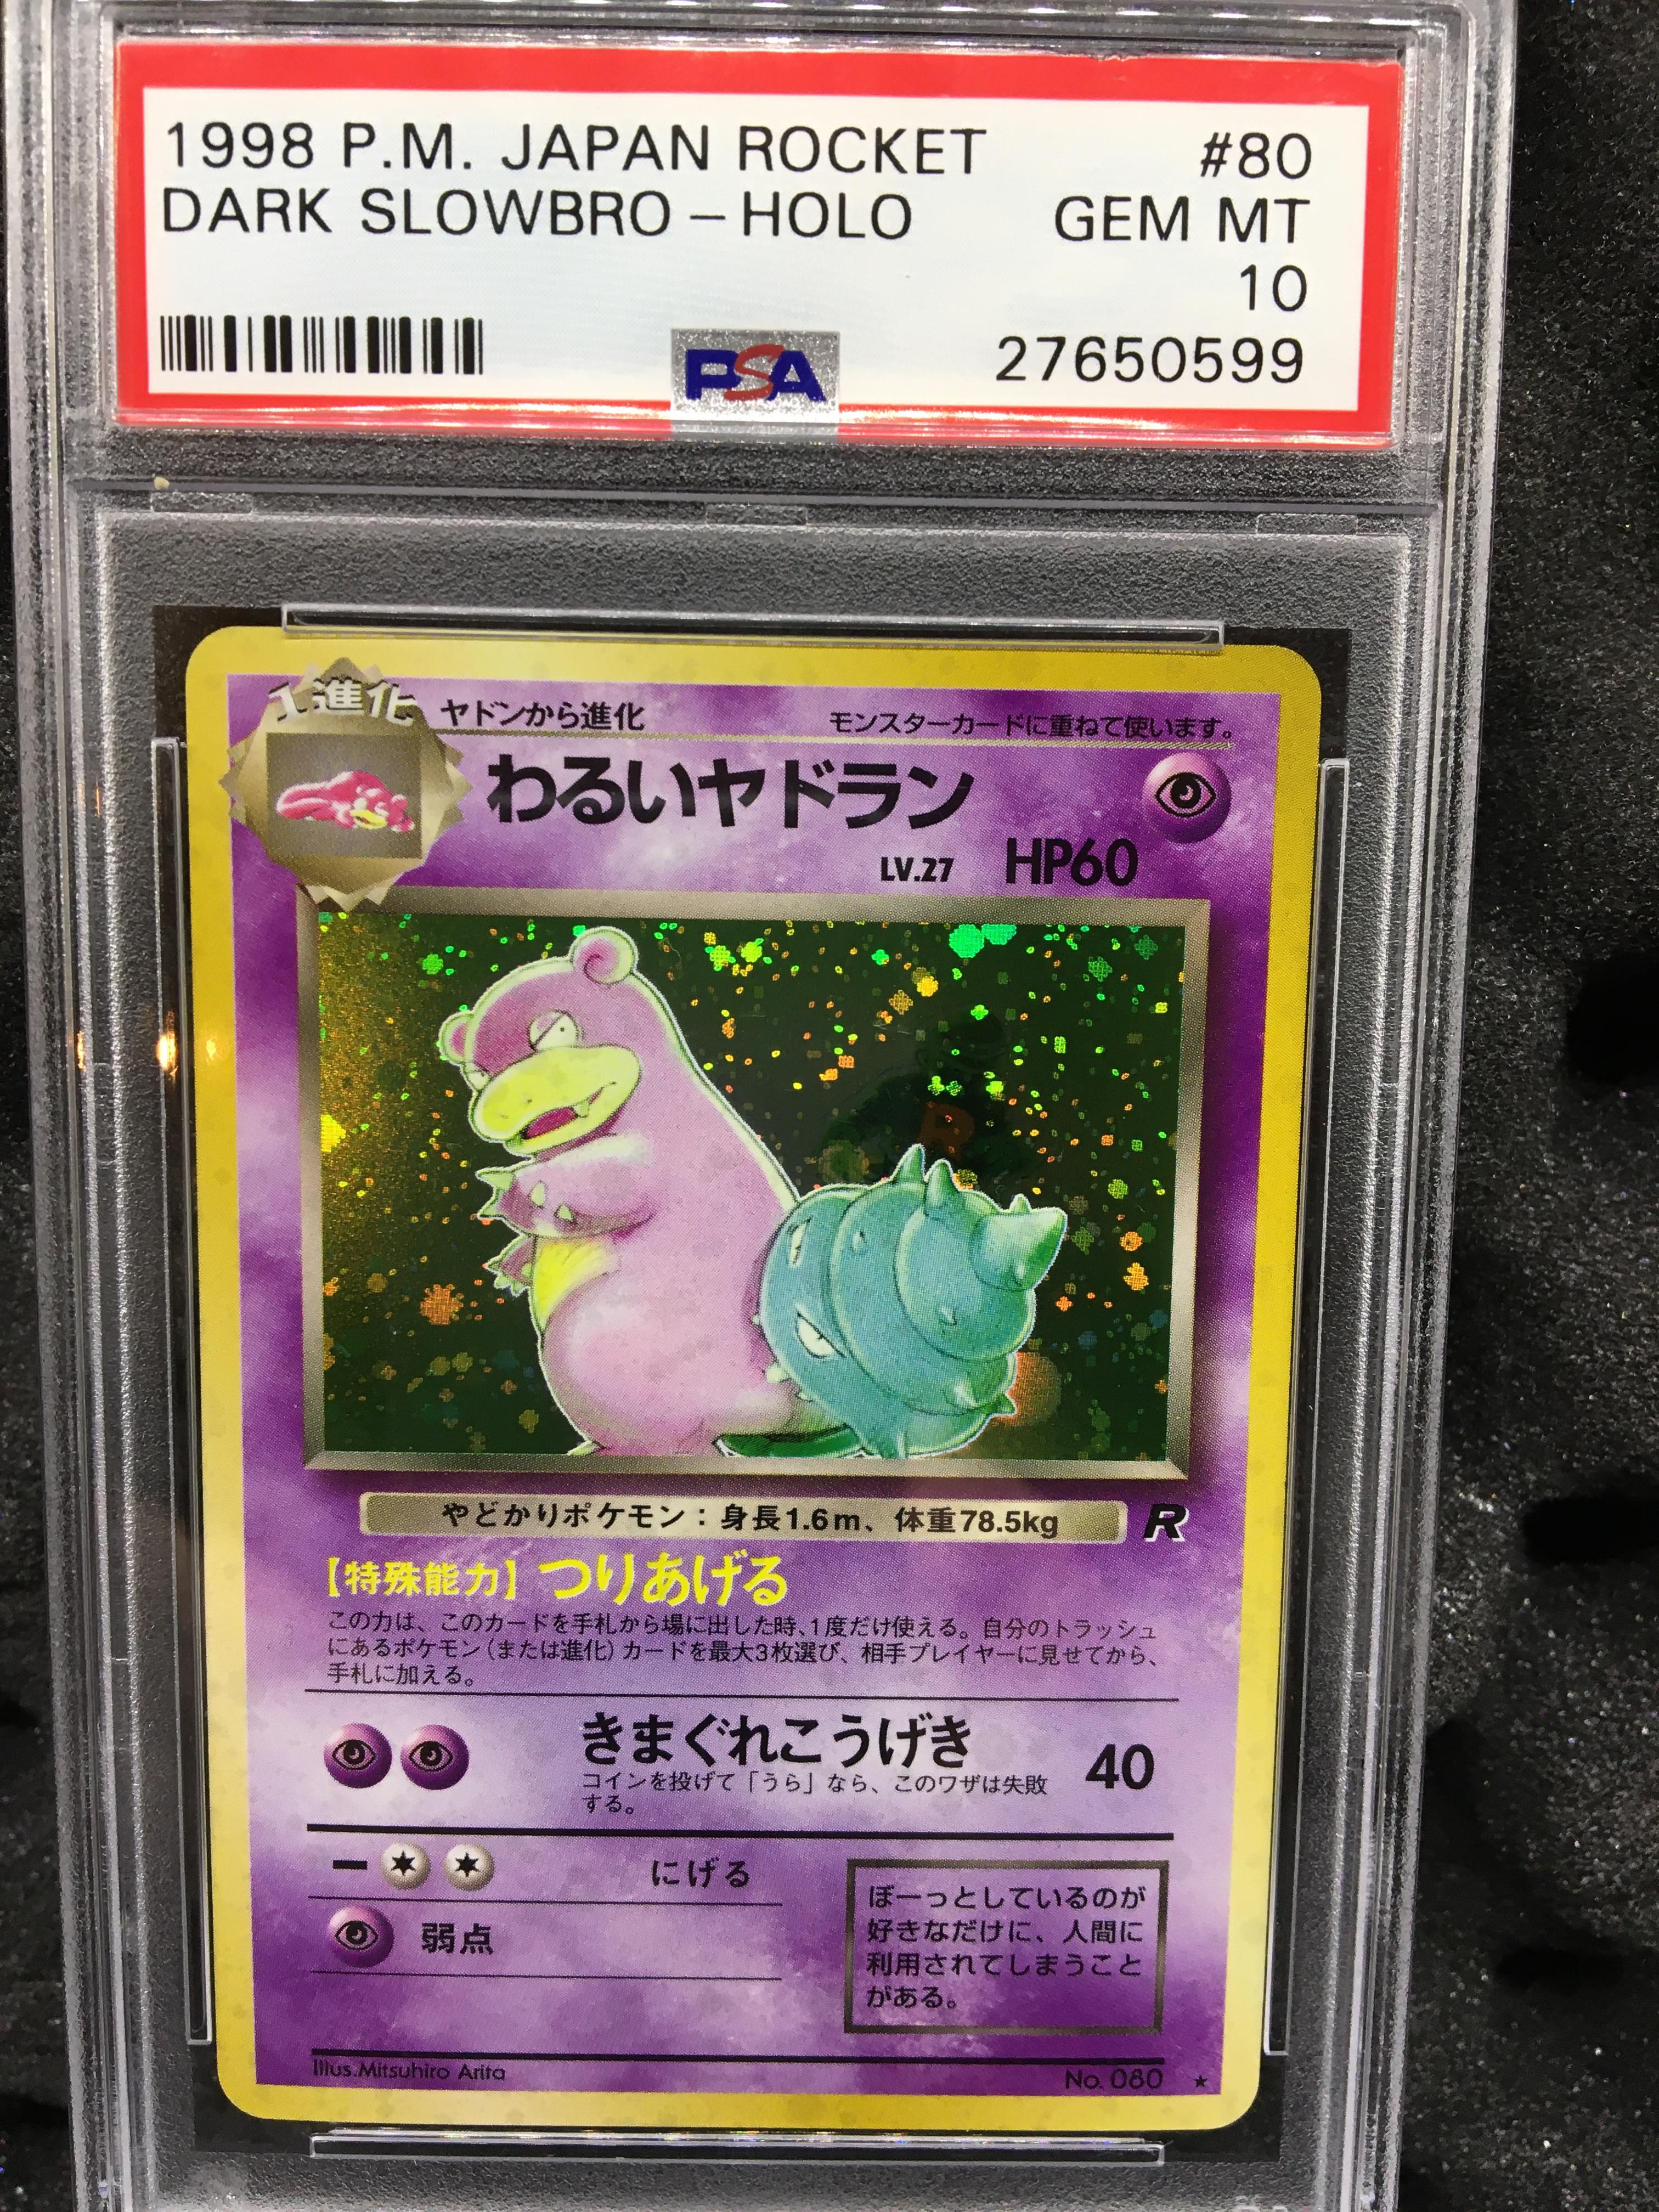 1998 P.M. JAPAN ROCKET #80
DARK SLOWBRO – HOLO GEM MT
10
PSA 27650599
1進化 ヤドンから進化 モンスターカードに重ねて使います。
わるいヤドラン
LV.27 HP60
R
やどかりポケモン：身長1.6m、体重78.5kg R
【特殊能力】つりあげる
この力は、このカードを手札から場に出した時、1度だけ使える。自分のトラッシュ
にあるポケモン（または進化）カードを最大3枚選び、相手プレイヤーに見せてから、
手札に加える。
きまぐれこうげき 40
コインを投げて「うら」なら、このワザは失敗
する。
にげる
弱点
ぼーっとしているのが
好きなだけに、人間に
利用されてしまうこと
がある。
Illus.Mitsuhiro Arita No. 080 ★